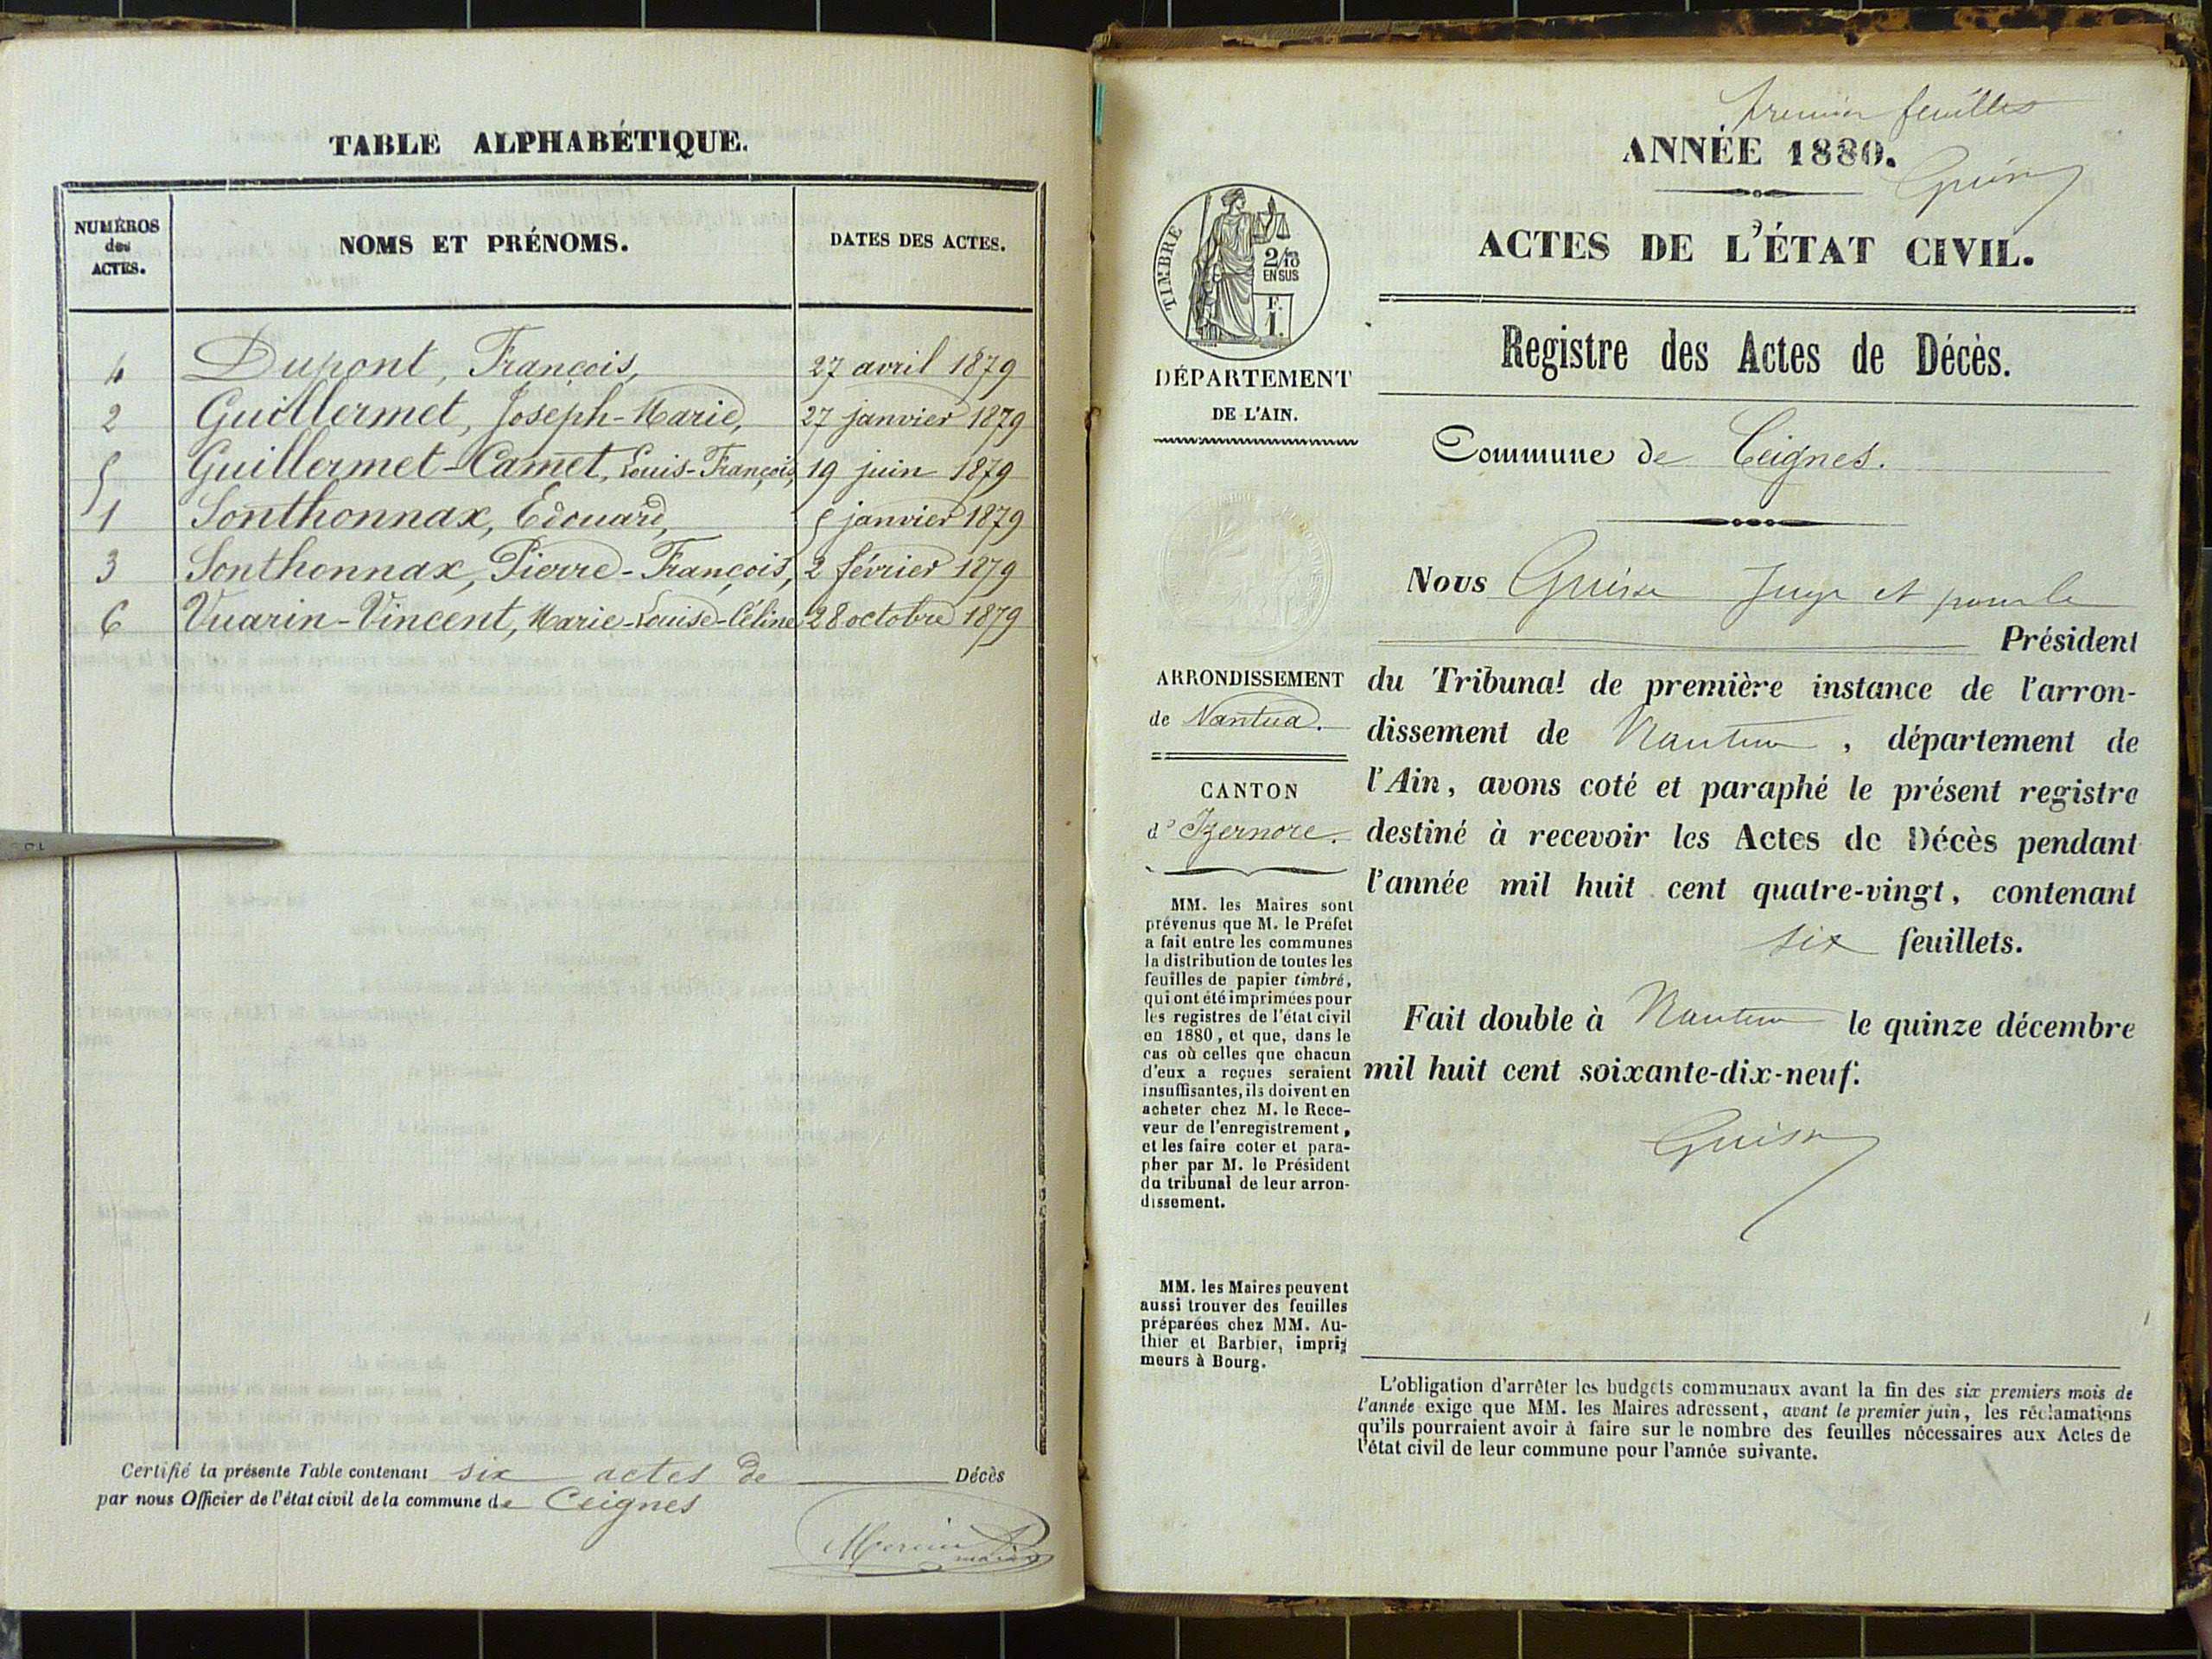 TABLE ALPHABÉTIQUE.
NUMÉROS
des
ACTES.
NOMS ET PRÉNOMS.
DATES DES ACTES.
4 Dupont, François, 27 avril 1879
2 Guillermet, Joseph-Marie, 27 janvier 1879
5 Guillermet-Camet, Louis-François, 19 juin 1879
1 Sonthonnax, Edouard, 5 janvier 1879
3 Sonthonnax, Pierre-François, 2 février 1879
6 Vuarin-Vincent, Marie-Louise-Céline 28 octobre 1879
Certifié la présente Table contenant six actes de Décès
par nous Officier de l'état civil de la commune de Ceignes
premier feuillet
ANNÉE 1880.
ACTES DE L'ÉTAT CIVIL.
TIMBRE
2/10
EN SUS
F.
1.
DÉPARTEMENT
DE L'AIN.
Registre des Actes de Décès.
Commune de Ceignes.
ARRONDISSEMENT
de Nantua.
CANTON
d'Izernore.
MM. les Maires sont
prévenus que M. le Préfet
a fait entre les communes
la distribution de toutes les
feuilles de papier timbré,
qui ont été imprimées pour
les registres de l'état civil
en 1880, et que, dans le
cas où celles que chacun
d'eux a reçues seraient
insuffisantes, ils doivent en
acheter chez M. le Rece-
veur de l'enregistrement,
et les faire coter et para-
pher par M. le Président
du tribunal de leur arron-
dissement.
MM. les Maires peuvent
aussi trouver des feuilles
préparées chez MM. Au-
thier et Barbier, impri-
meurs à Bourg.
Nous Juge et pour le
Président
du Tribunal de première instance de l'arron-
dissement de Nantua, département de
l'Ain, avons coté et paraphé le présent registre
destiné à recevoir les Actes de Décès pendant
l'année mil huit cent quatre-vingt, contenant
six feuillets.
Fait double à Nantua le quinze décembre
mil huit cent soixante-dix-neuf.
L'obligation d'arrêter les budgets communaux avant la fin des six premiers mois de
l'année exige que MM. les Maires adressent, avant le premier juin, les réclamations
qu'ils pourraient avoir à faire sur le nombre des feuilles nécessaires aux Actes de
l'état civil de leur commune pour l'année suivante.